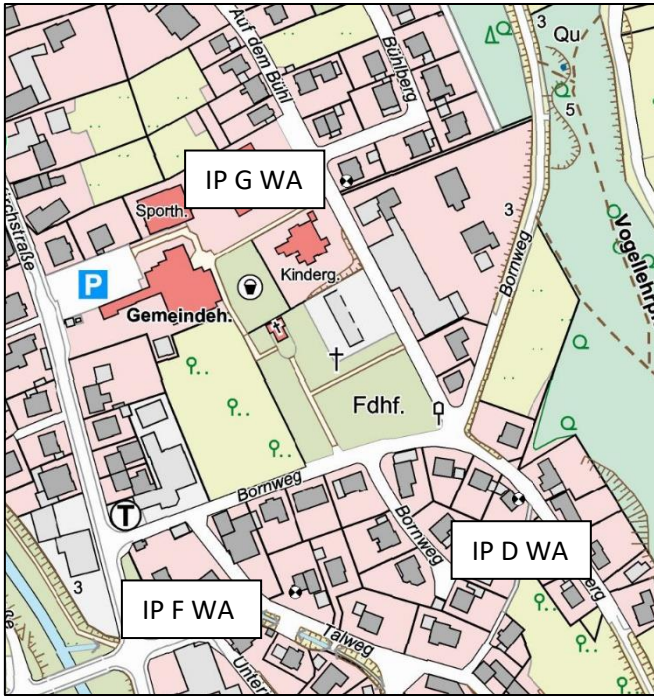 3
Qu
Auf dem Bühl
Bühlberg
5
IP G WA
Sporth.
3
Kinderg.
Bornweg
Vogellehrp
P
Gemeindeh.
Fdhf.
Bornweg
Bornweg
T
IP D WA
3
IP F WA
Talweg